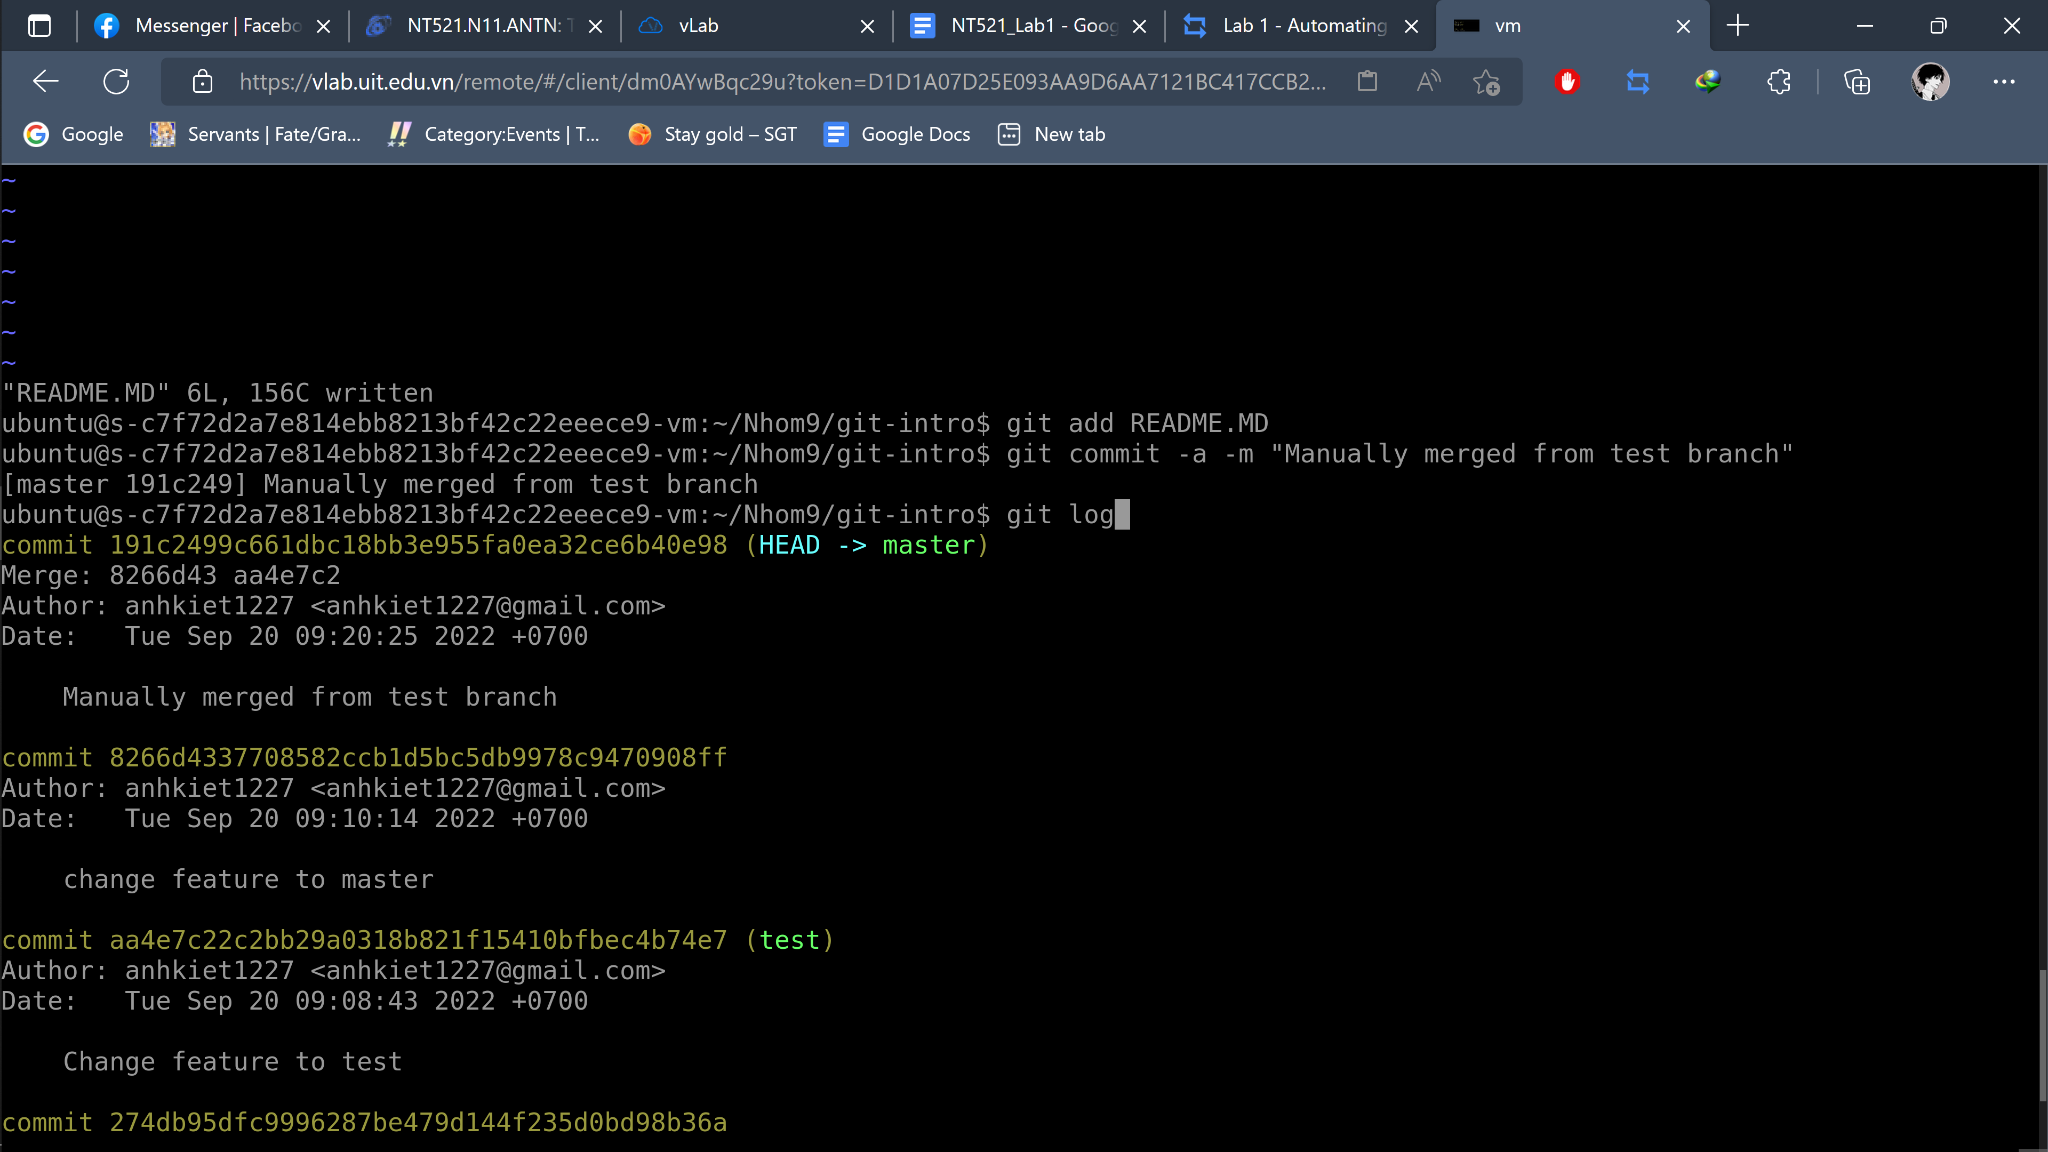 Messenger | Facebo
NT521.N11.ANTN: T
vLab
NT521_Lab1 - Goog
Lab 1 - Automating
vm
https://vlab.uit.edu.vn/remote/#/client/dm0AYwBqc29u?token=D1D1A07D25E093AA9D6AA7121BC417CCB2...
Google
Servants | Fate/Gra...
Category:Events | T...
Stay gold – SGT
Google Docs
New tab
~
~
~
~
~
~
~
"README.MD" 6L, 156C written
ubuntu@s-c7f72d2a7e814ebb8213bf42c22eeece9-vm:~/Nhom9/git-intro$ git add README.MD
ubuntu@s-c7f72d2a7e814ebb8213bf42c22eeece9-vm:~/Nhom9/git-intro$ git commit -a -m "Manually merged from test branch"
[master 191c249] Manually merged from test branch
ubuntu@s-c7f72d2a7e814ebb8213bf42c22eeece9-vm:~/Nhom9/git-intro$ git log
commit 191c2499c661dbc18bb3e955fa0ea32ce6b40e98 (HEAD -> master)
Merge: 8266d43 aa4e7c2
Author: anhkiet1227 <anhkiet1227@gmail.com>
Date:   Tue Sep 20 09:20:25 2022 +0700
Manually merged from test branch
commit 8266d4337708582ccb1d5bc5db9978c9470908ff
Author: anhkiet1227 <anhkiet1227@gmail.com>
Date:   Tue Sep 20 09:10:14 2022 +0700
change feature to master
commit aa4e7c22c2bb29a0318b821f15410bfbec4b74e7 (test)
Author: anhkiet1227 <anhkiet1227@gmail.com>
Date:   Tue Sep 20 09:08:43 2022 +0700
Change feature to test
commit 274db95dfc9996287be479d144f235d0bd98b36a